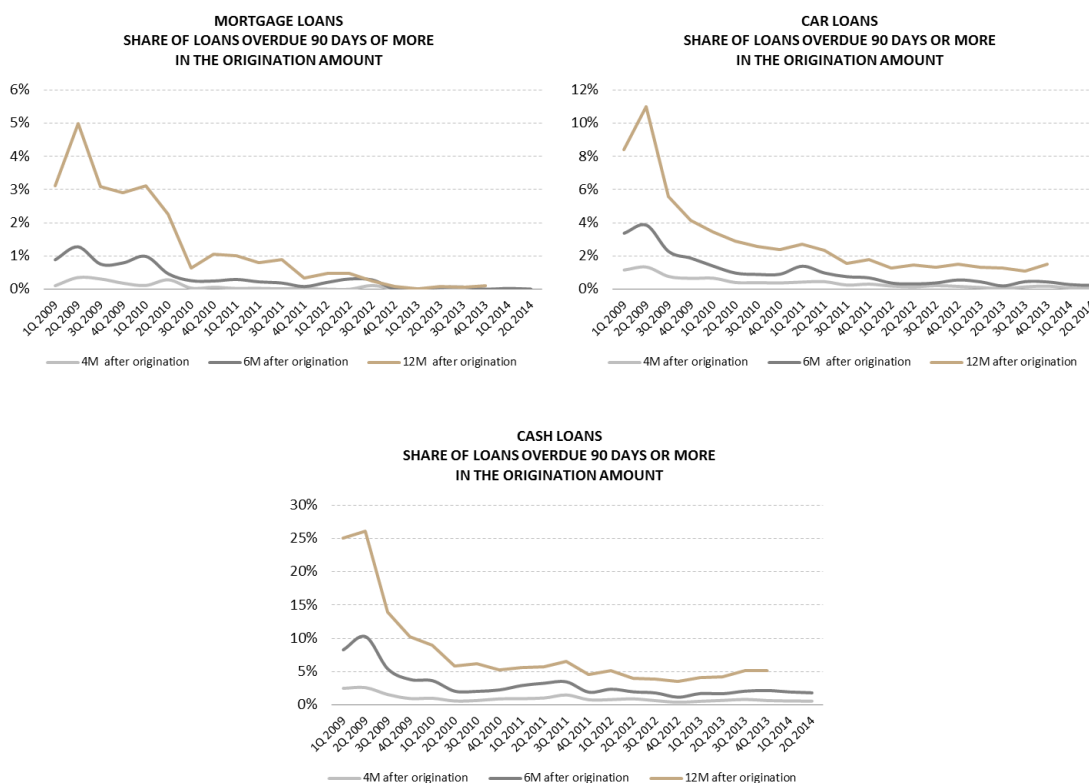 MORTGAGE LOANS
SHARE OF LOANS OVERDUE 90 DAYS OF MORE
IN THE ORIGINATION AMOUNT
6%
5%
4%
3%
2%
1%
0%
1Q 2009
2Q 2009
3Q 2009
4Q 2009
1Q 2010
2Q 2010
3Q 2010
4Q 2010
1Q 2011
2Q 2011
3Q 2011
4Q 2011
1Q 2012
2Q 2012
3Q 2012
4Q 2012
1Q 2013
2Q 2013
3Q 2013
4Q 2013
1Q 2014
2Q 2014
4M after origination
6M after origination
12M after origination
CAR LOANS
SHARE OF LOANS OVERDUE 90 DAYS OR MORE
IN THE ORIGINATION AMOUNT
12%
10%
8%
6%
4%
2%
0%
1Q 2009
2Q 2009
3Q 2009
4Q 2009
1Q 2010
2Q 2010
3Q 2010
4Q 2010
1Q 2011
2Q 2011
3Q 2011
4Q 2011
1Q 2012
2Q 2012
3Q 2012
4Q 2012
1Q 2013
2Q 2013
3Q 2013
4Q 2013
1Q 2014
2Q 2014
4M after origination
6M after origination
12M after origination
CASH LOANS
SHARE OF LOANS OVERDUE 90 DAYS OR MORE
IN THE ORIGINATION AMOUNT
30%
25%
20%
15%
10%
5%
0%
1Q 2009
2Q 2009
3Q 2009
4Q 2009
1Q 2010
2Q 2010
3Q 2010
4Q 2010
1Q 2011
2Q 2011
3Q 2011
4Q 2011
1Q 2012
2Q 2012
3Q 2012
4Q 2012
1Q 2013
2Q 2013
3Q 2013
4Q 2013
1Q 2014
2Q 2014
4M after origination
6M after origination
12M after origination